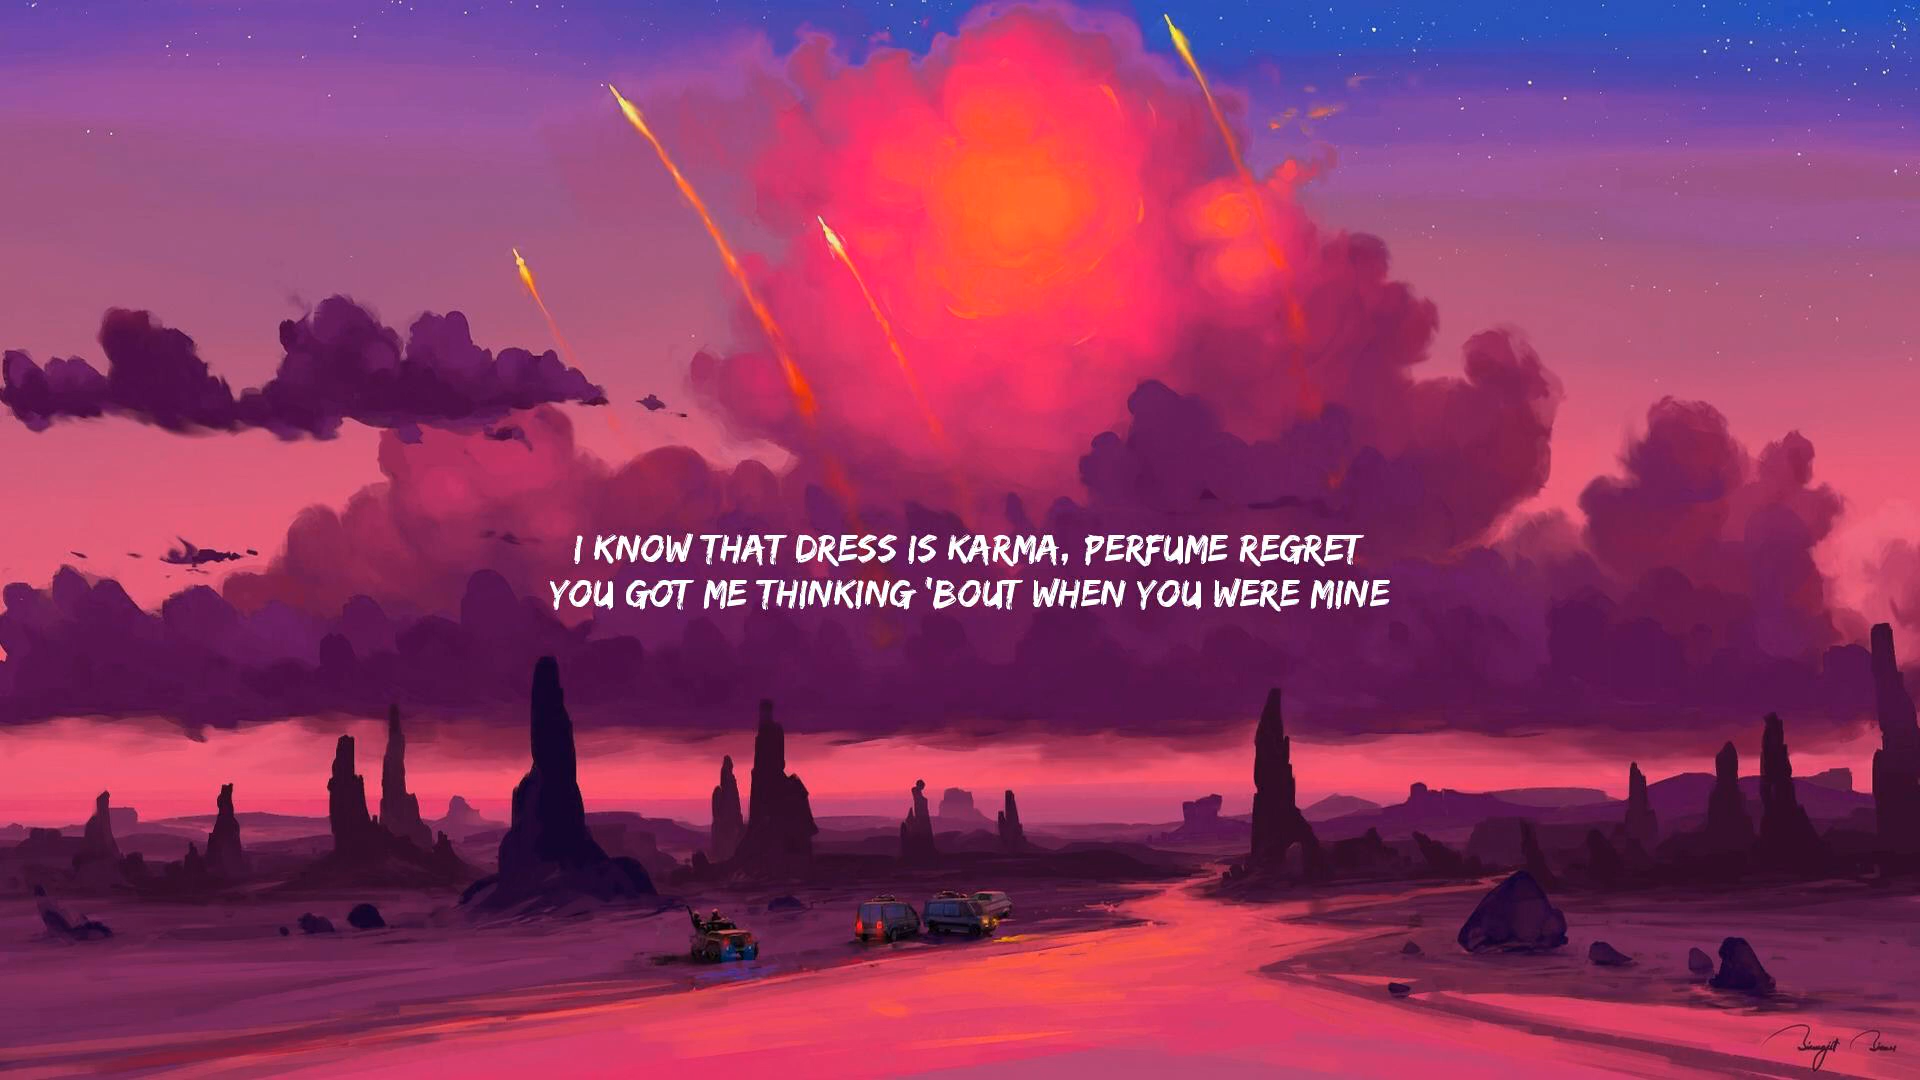 I KNOW THAT DRESS IS KARMA, PERFUME REGRET
YOU GOT ME THINKING 'BOUT WHEN YOU WERE MINE